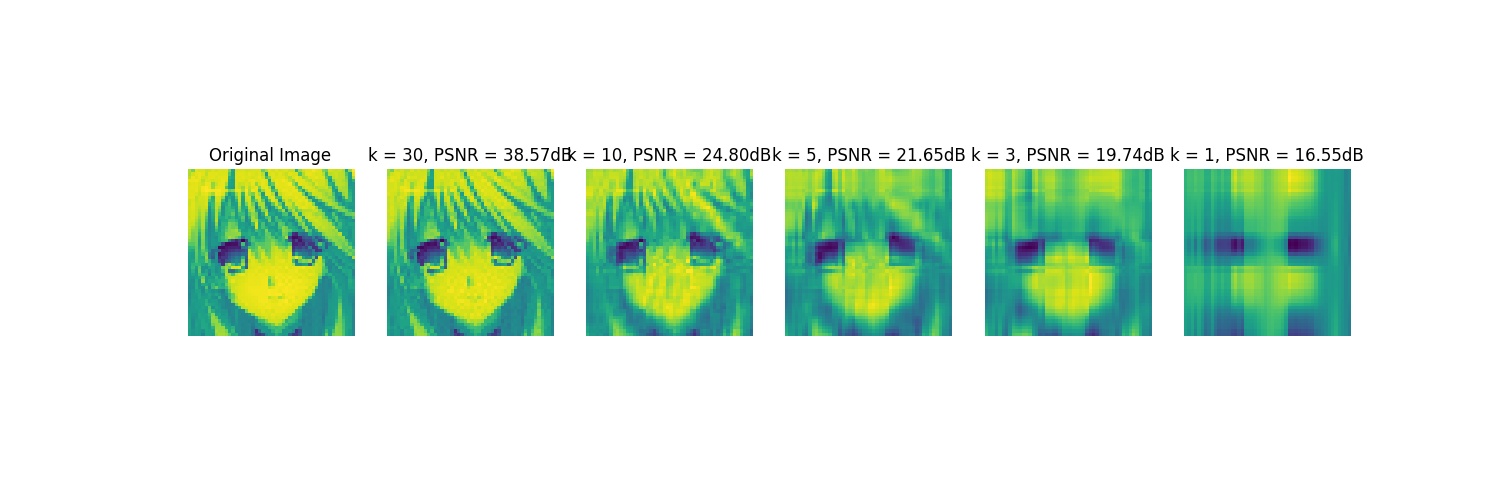 Original Image
k = 30, PSNR = 38.57dB
k = 10, PSNR = 24.80dB
k = 5, PSNR = 21.65dB
k = 3, PSNR = 19.74dB
k = 1, PSNR = 16.55dB